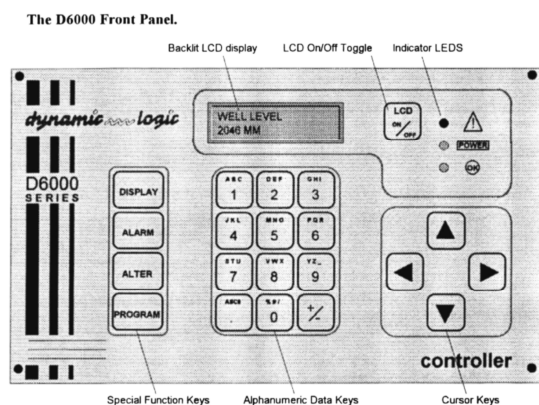 The D6000 Front Panel.
Backlit LCD display
LCD On/Off Toggle
Indicator LEDS
dynamic logic
WELL LEVEL
2046 MM
LCD
ON/OFF
POWER
OK
D6000
SERIES
DISPLAY
ALARM
ALTER
PROGRAM
ABC DEF GHI
1 2 3
JKL MNO PQR
4 5 6
STU VWX YZ_
7 8 9
%#/
. 0 +/-
controller
Special Function Keys
Alphanumeric Data Keys
Cursor Keys